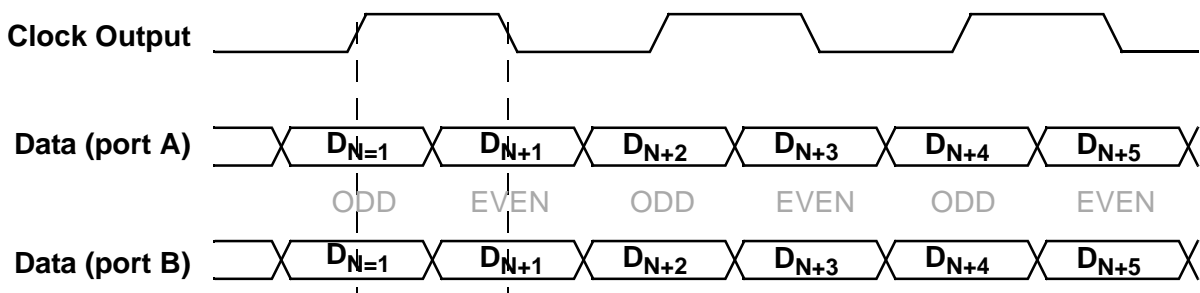 Clock Output
Data (port A) DN=1 DN+1 DN+2 DN+3 DN+4 DN+5
ODD EVEN ODD EVEN ODD EVEN
Data (port B) DN=1 DN+1 DN+2 DN+3 DN+4 DN+5